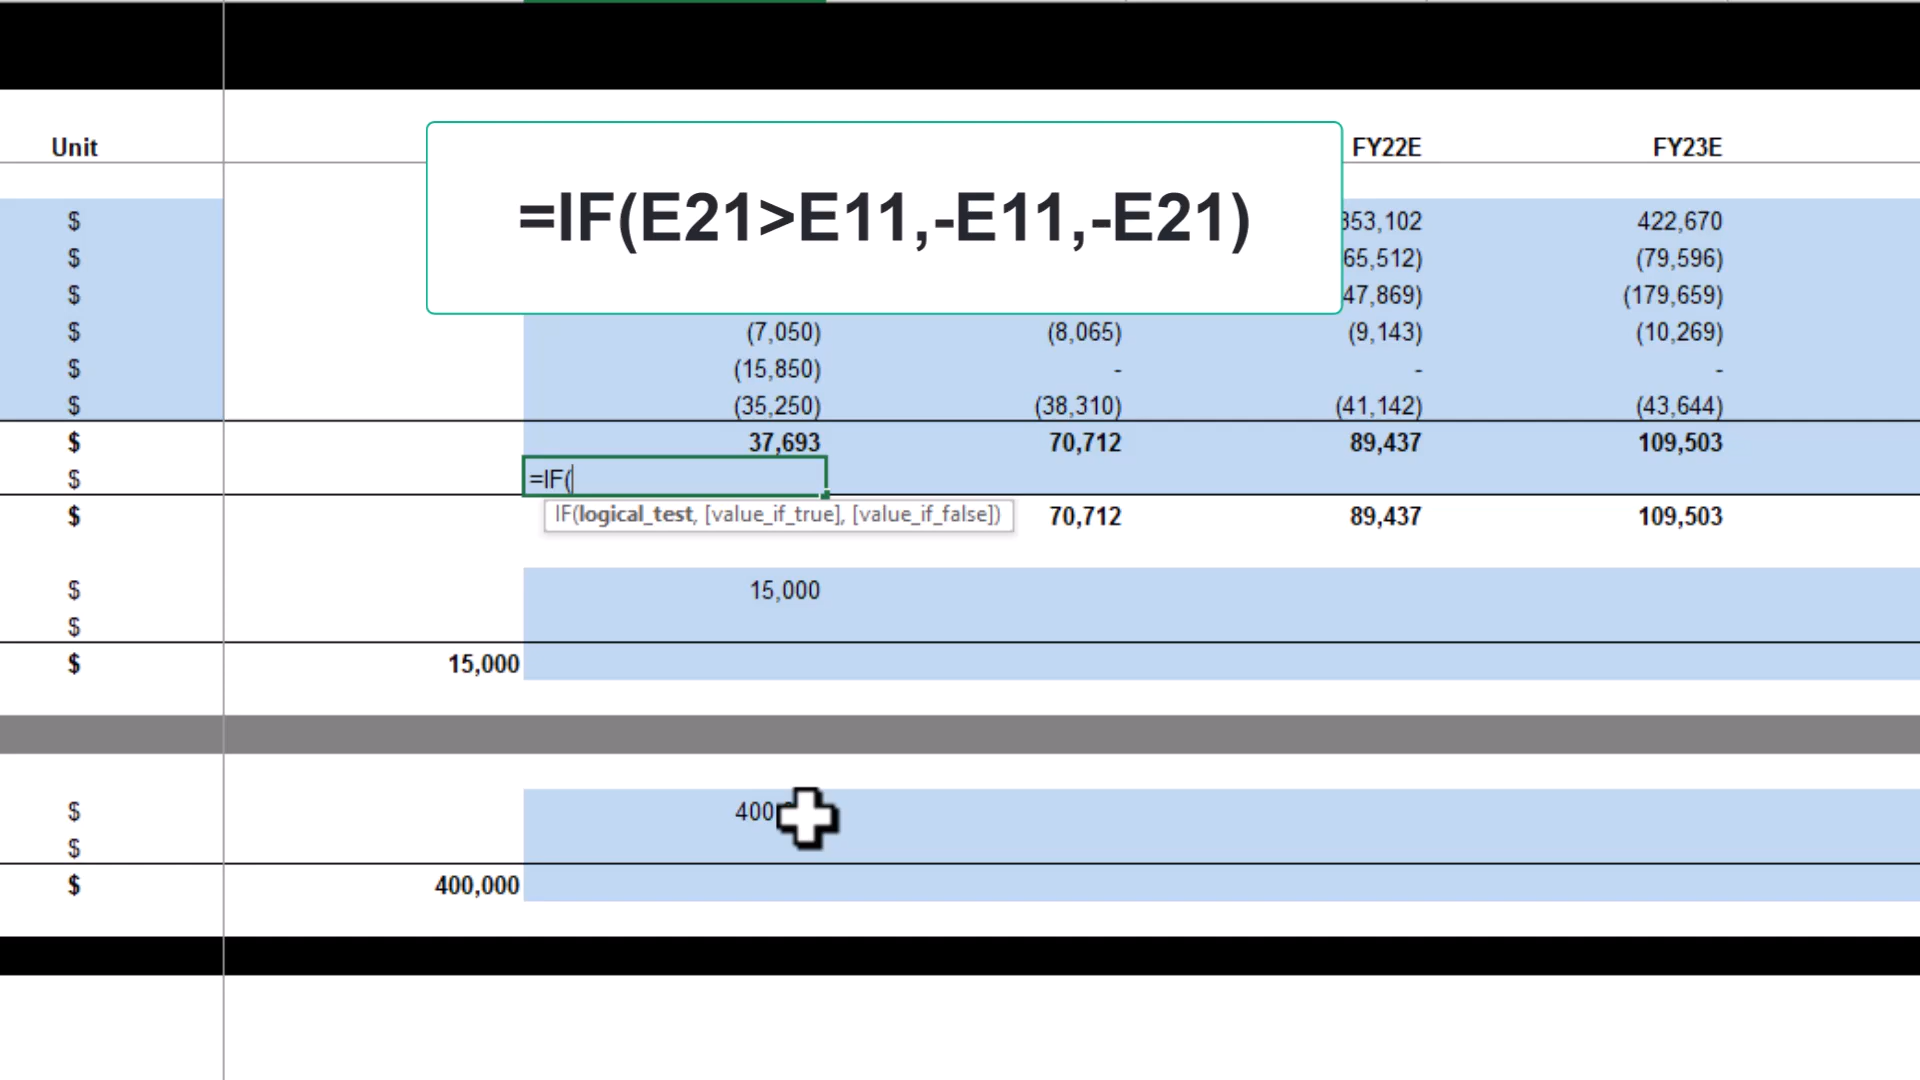 Unit FY22E FY23E
=IF(E21>E11,-E11,-E21)
$ 353,102 422,670
$ 65,512) (79,596)
$ 47,869) (179,659)
$ (7,050) (8,065) (9,143) (10,269)
$ (15,850) - - -
$ (35,250) (38,310) (41,142) (43,644)
$ 37,693 70,712 89,437 109,503
$ =IF(
IF(logical_test, [value_if_true], [value_if_false])
$ 70,712 89,437 109,503
$ 15,000
$
$ 15,000
$ 400
$
$ 400,000